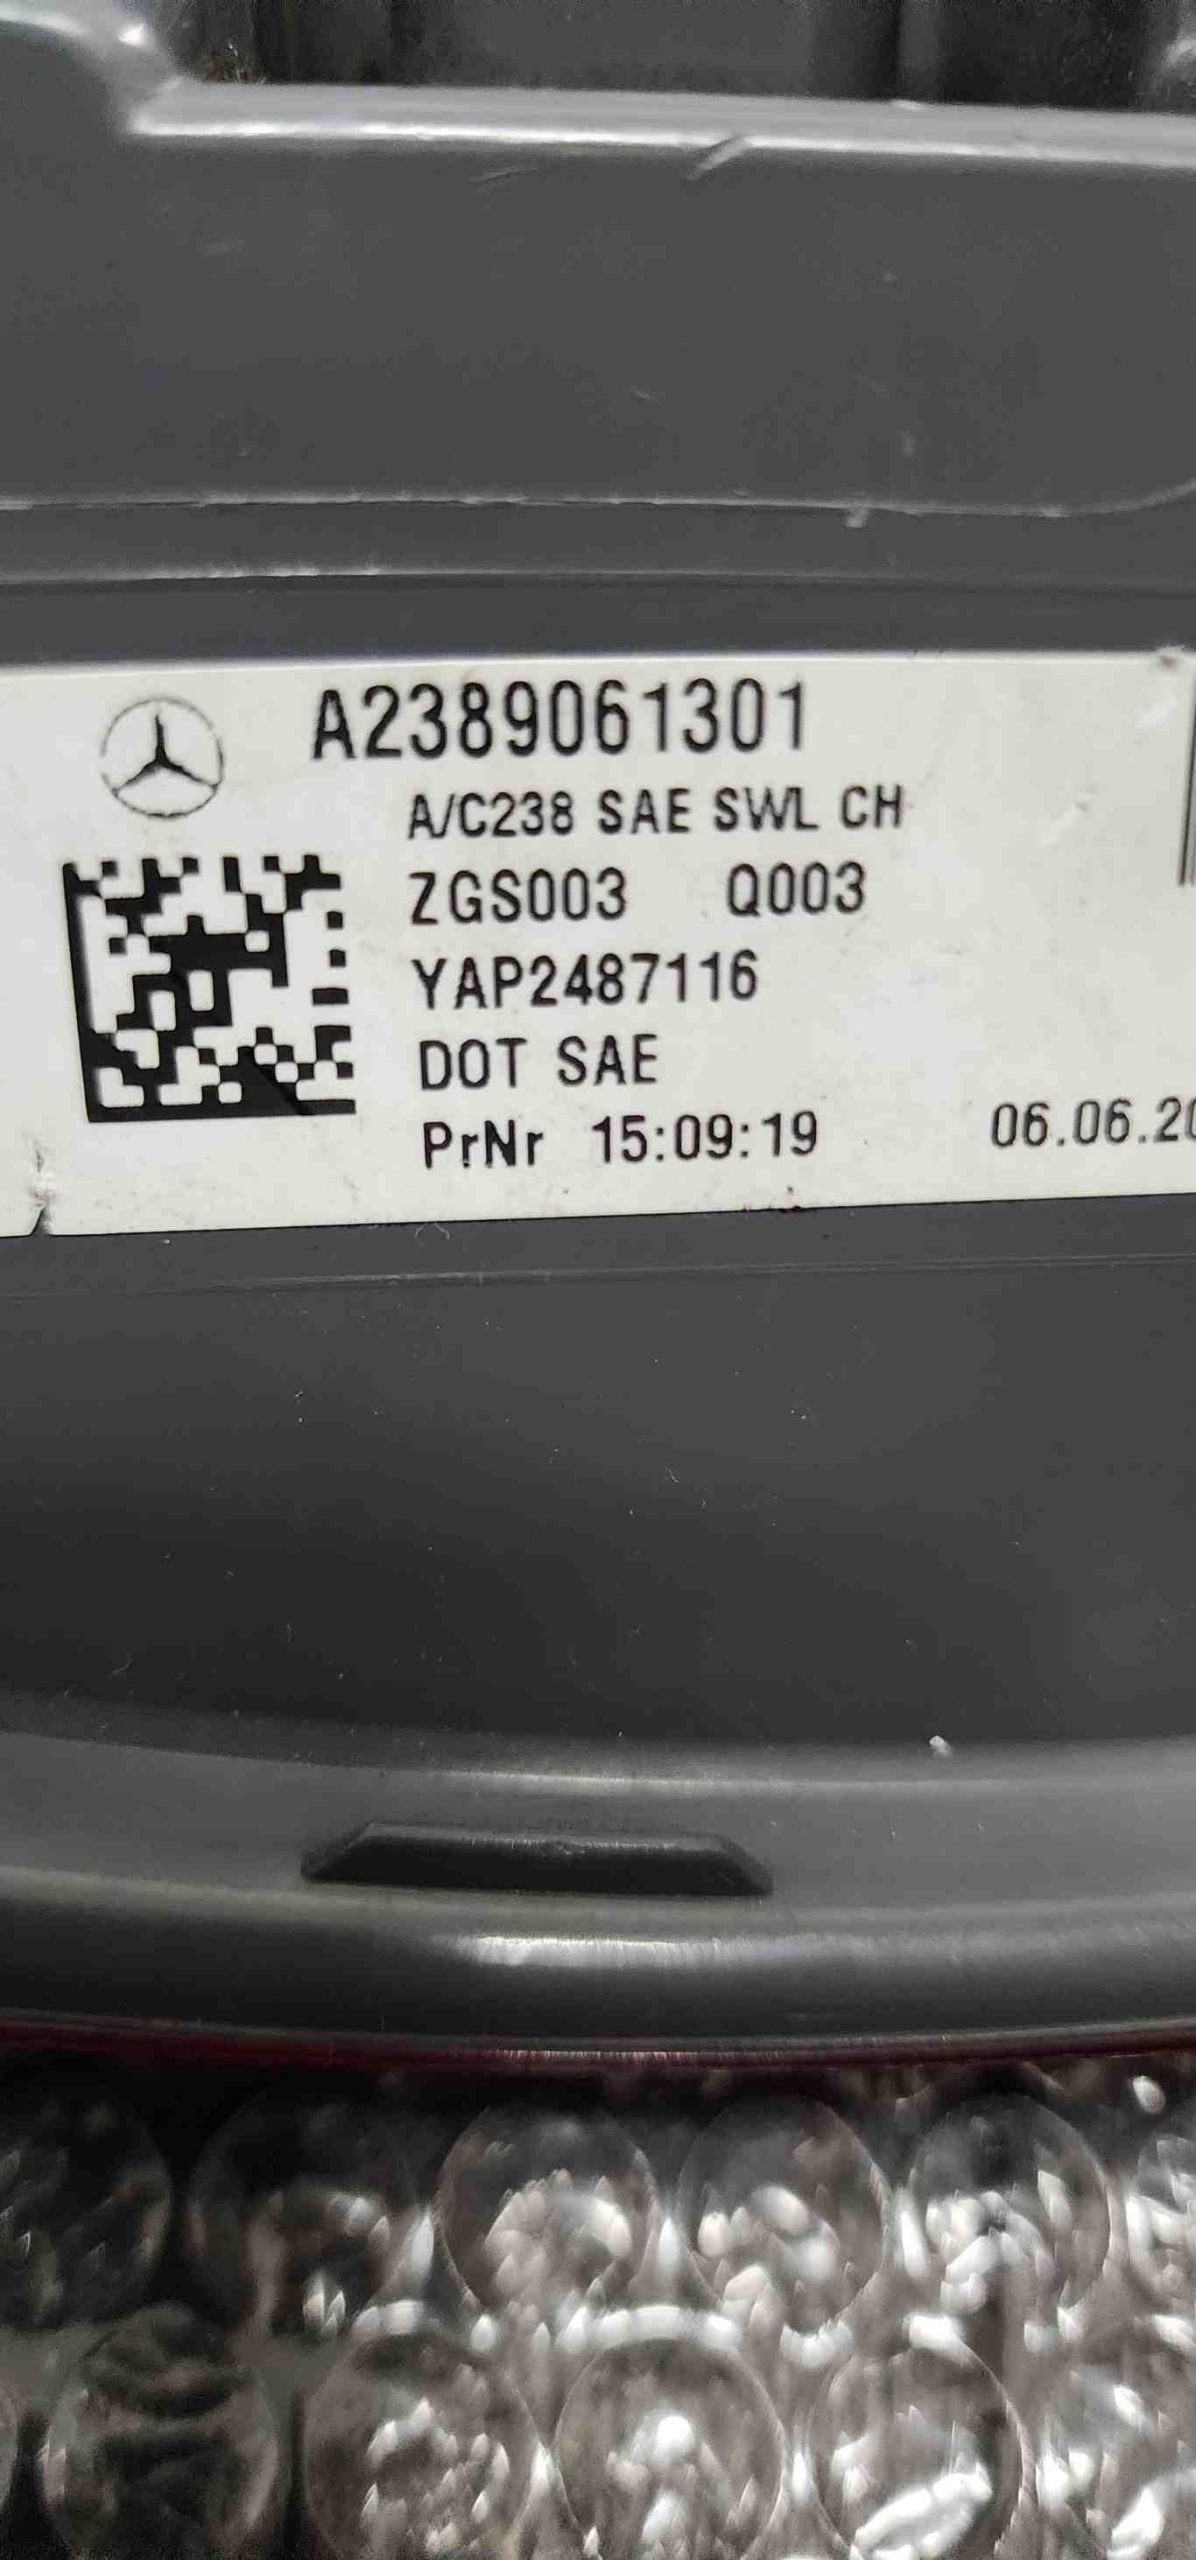 A2389061301
A/C238 SAE SWL CH
ZGS003 Q003
YAP2487116
DOT SAE
PrNr 15:09:19 06.06.20